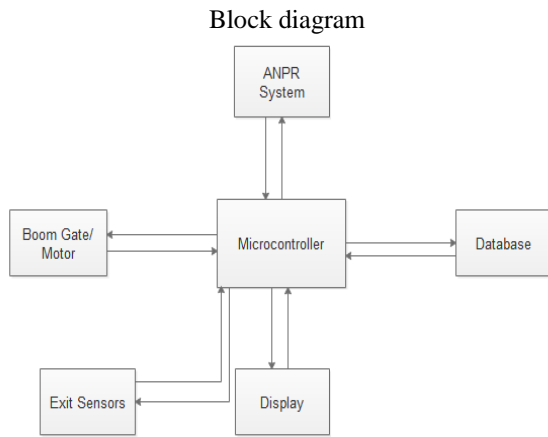 Block diagram
ANPR
System
Boom Gate/
Motor
Microcontroller
Database
Exit Sensors
Display